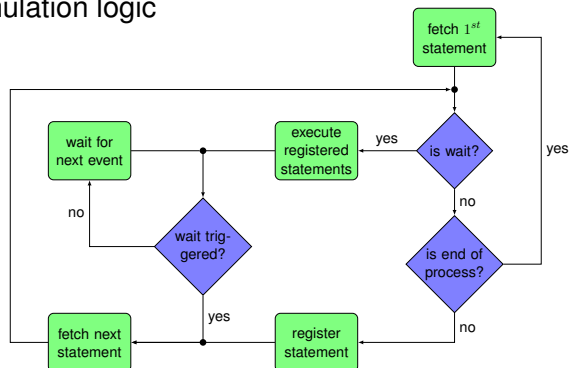 ulation logic
fetch 1st
statement
wait for
next event
execute
registered
statements
yes
is wait?
yes
no
no
wait trig-
gered?
is end of
process?
yes
no
fetch next
statement
register
statement